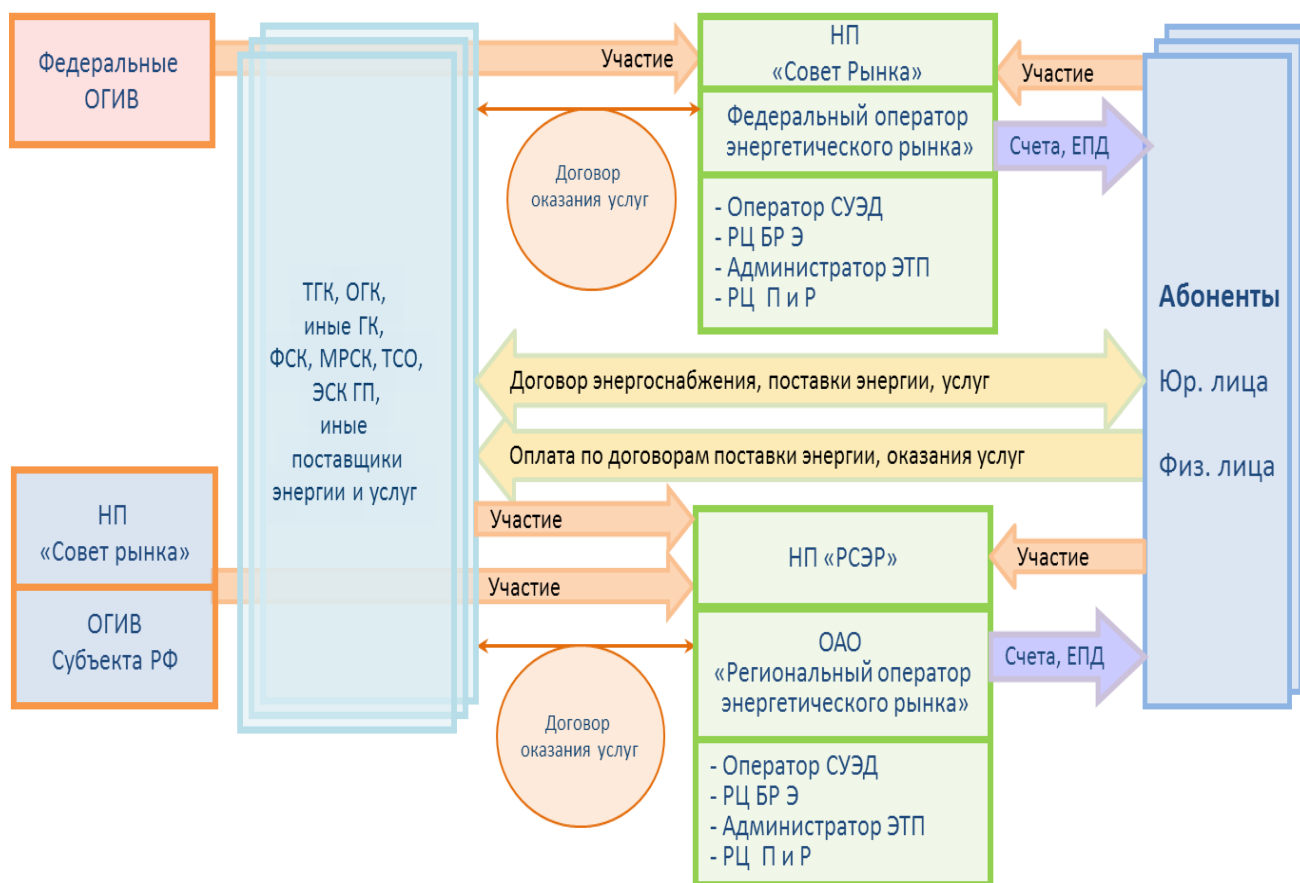 Федеральные
ОГИВ
Участие
НП
«Совет Рынка»
Участие
Федеральный оператор
энергетического рынка»
Счета, ЕПД
Договор
оказания услуг
- Оператор СУЭД
- РЦ БР Э
- Администратор ЭТП
- РЦ П и Р
ТГК, ОГК,
иные ГК,
ФСК, МРСК, ТСО,
ЭСК ГП,
иные
поставщики
энергии и услуг
Абоненты
Юр. лица
Физ. лица
Договор энергоснабжения, поставки энергии, услуг
Оплата по договорам поставки энергии, оказания услуг
НП
«Совет рынка»
ОГИВ
Субъекта РФ
Участие
Участие
НП «РСЭР»
Участие
ОАО
«Региональный оператор
энергетического рынка»
Счета, ЕПД
Договор
оказания услуг
- Оператор СУЭД
- РЦ БР Э
- Администратор ЭТП
- РЦ П и Р